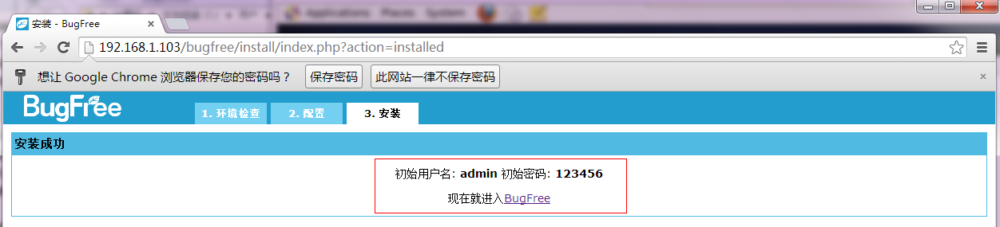 Applications Places System
安装 - BugFree
192.168.1.103/bugfree/install/index.php?action=installed
想让 Google Chrome 浏览器保存您的密码吗？ 保存密码 此网站一律不保存密码
BugFree 1. 环境检查 2. 配置 3. 安装
安装成功
初始用户名: admin 初始密码: 123456
现在就进入BugFree